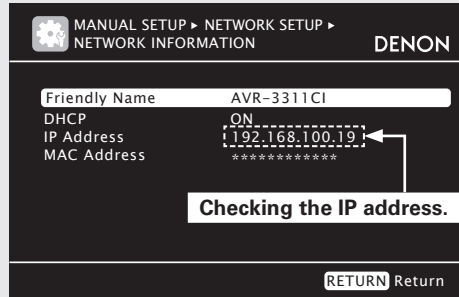 MANUAL SETUP ▸ NETWORK SETUP ▸
NETWORK INFORMATION
DENON
Friendly Name AVR-3311CI
DHCP ON
IP Address 192.168.100.19
MAC Address ************
Checking the IP address.
RETURN Return